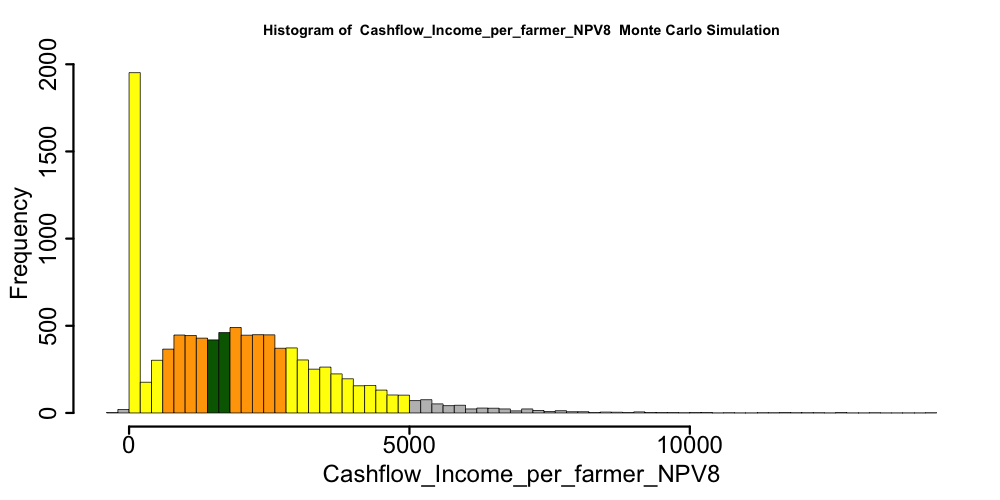 Histogram of Cashflow_Income_per_farmer_NPV8 Monte Carlo Simulation
2000
1500
1000
500
0
Frequency
0 5000 10000
Cashflow_Income_per_farmer_NPV8